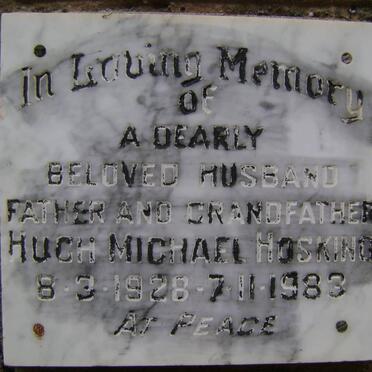 In Loving Memory
of
A DEARLY
BELOVED HUSBAND
FATHER AND GRANDFATHER
HUGH MICHAEL HOSKING
8-3-1928-7-11-1983
AT PEACE